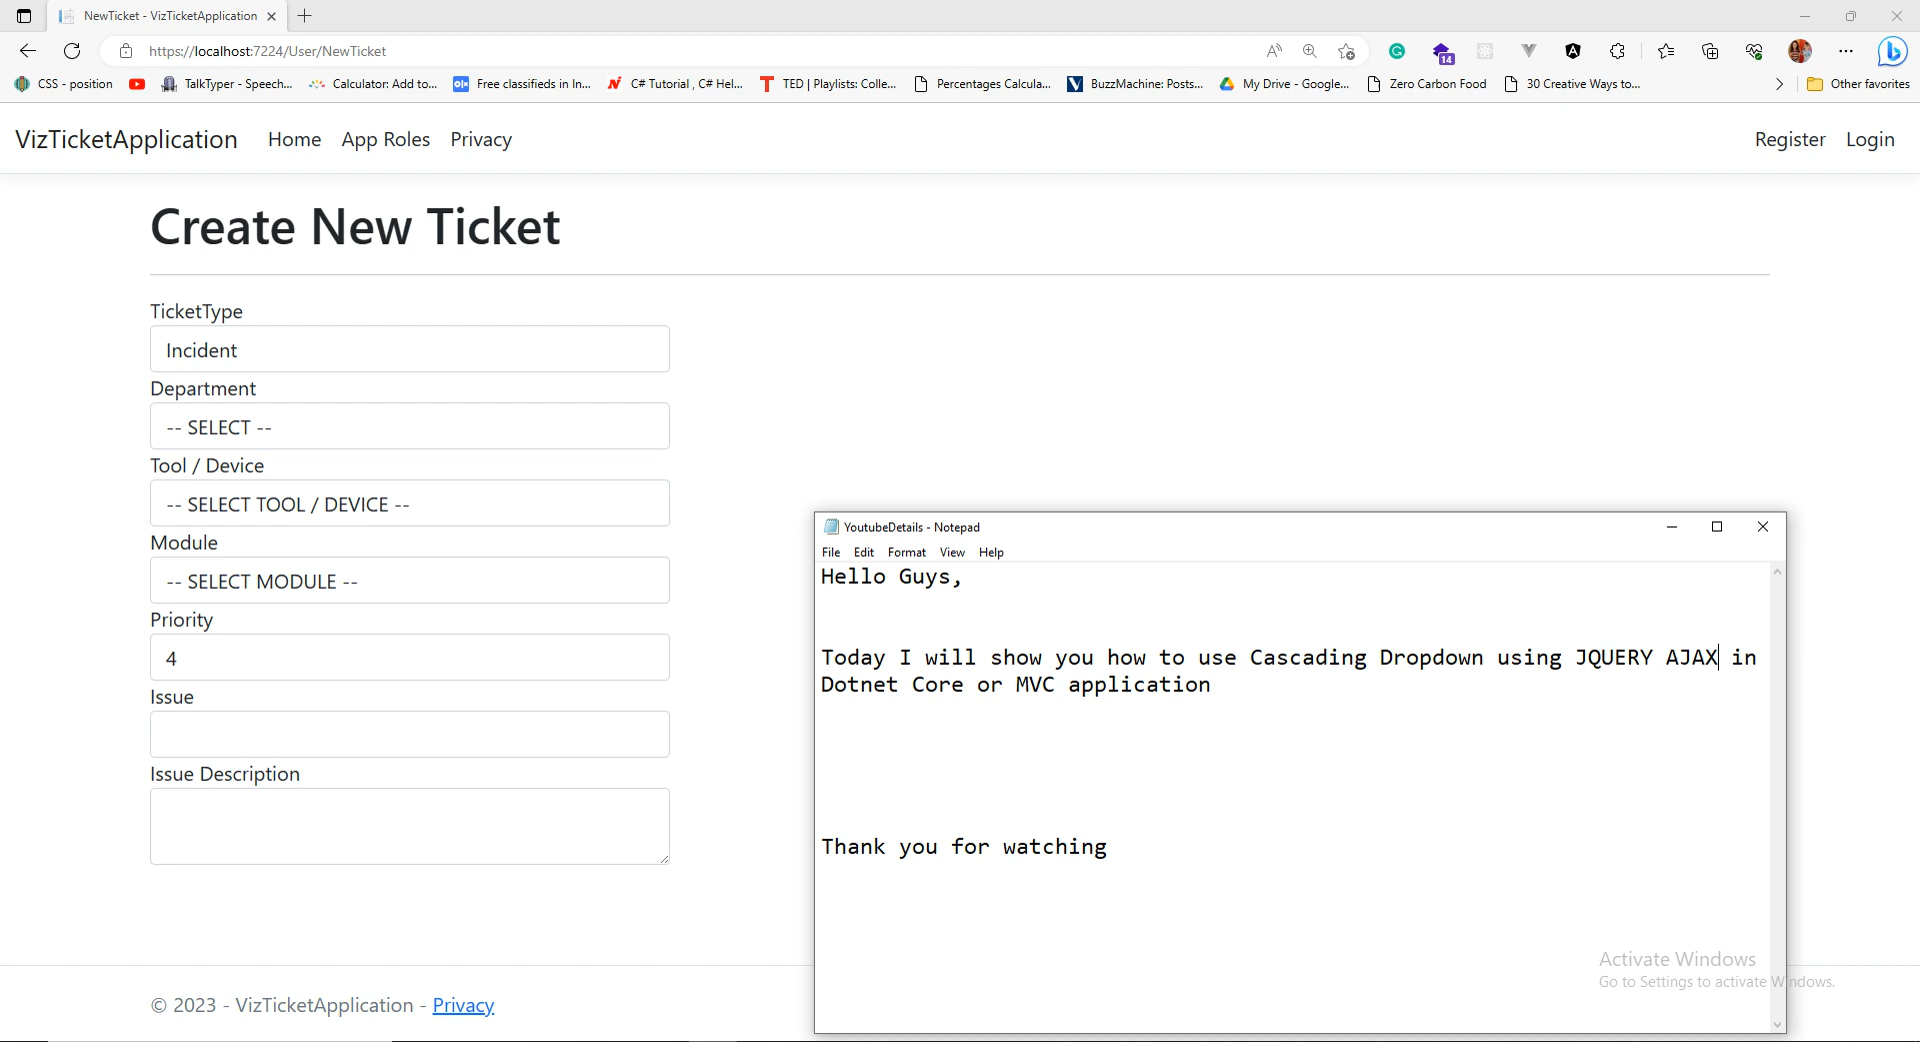 NewTicket - VizTicketApplication
https://localhost:7224/User/NewTicket
14
CSS - position
TalkTyper - Speech...
Calculator: Add to...
olx
Free classifieds in In...
C# Tutorial , C# Hel...
TED | Playlists: Colle...
Percentages Calcula...
BuzzMachine: Posts...
My Drive - Google...
Zero Carbon Food
30 Creative Ways to...
Other favorites
VizTicketApplication Home App Roles Privacy Register Login
Create New Ticket
TicketType
Incident
Department
-- SELECT --
Tool / Device
-- SELECT TOOL / DEVICE --
Module
-- SELECT MODULE --
Priority
4
Issue
Issue Description
© 2023 - VizTicketApplication - Privacy
YoutubeDetails - Notepad
File Edit Format View Help
Hello Guys,
Today I will show you how to use Cascading Dropdown using JQUERY AJAX in
Dotnet Core or MVC application
Thank you for watching
Activate Windows
Go to Settings to activate Windows.